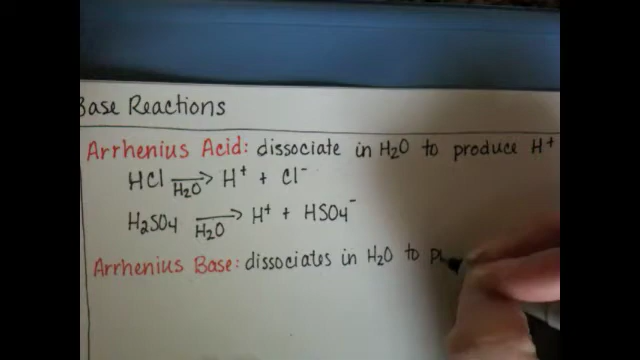 Base Reactions
Arrhenius Acid: dissociate in H₂O to produce H⁺
HCl →H₂O H⁺ + Cl⁻
H₂SO₄ →H₂O H⁺ + HSO₄⁻
Arrhenius Base: dissociates in H₂O to